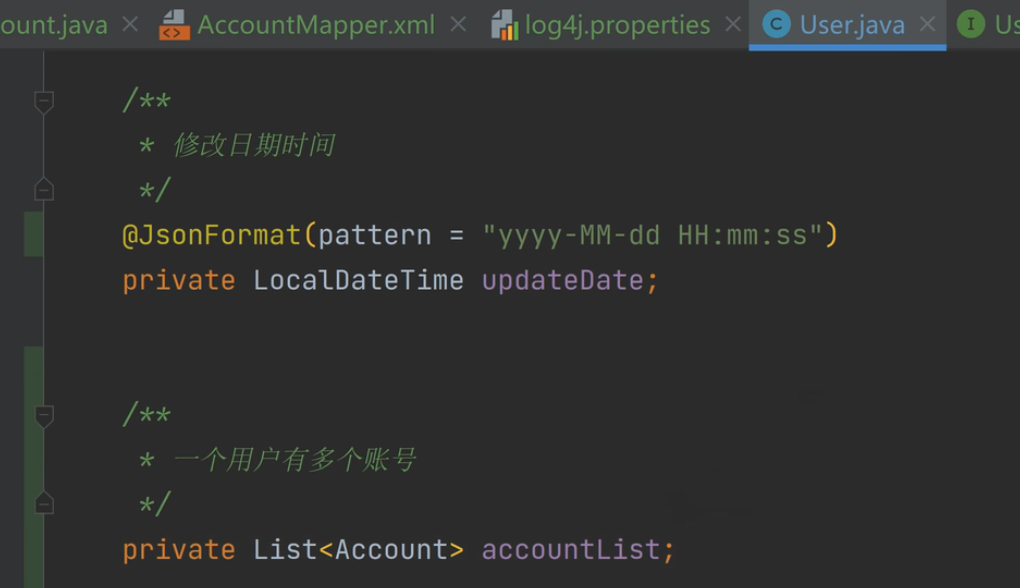 ount.java AccountMapper.xml log4j.properties User.java Us
/**
* 修改日期时间
*/
@JsonFormat(pattern = "yyyy-MM-dd HH:mm:ss")
private LocalDateTime updateDate;
/**
* 一个用户有多个账号
*/
private List<Account> accountList;